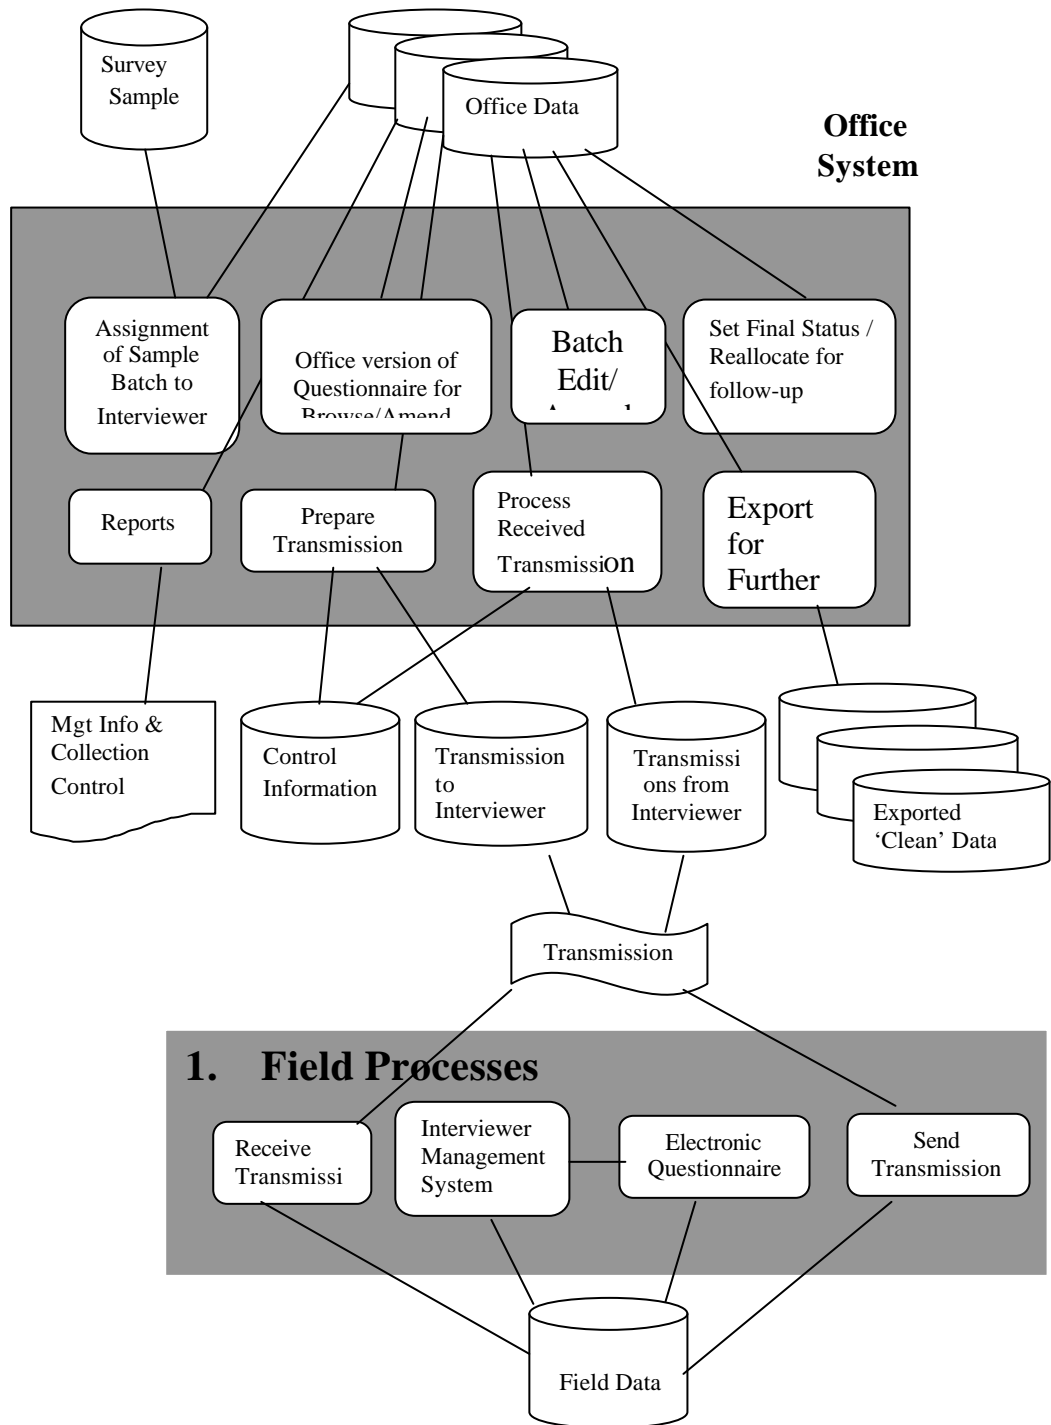 Survey
Sample
Office Data
Office
System
Assignment
of Sample
Batch to
Interviewer
Office version of
Questionnaire for
Browse/Amend
Batch
Edit/
Set Final Status /
Reallocate for
follow-up
Reports
Prepare
Transmission
Process
Received
Transmission
Export
for
Further
Mgt Info &
Collection
Control
Control
Information
Transmission
to
Interviewer
Transmissi
ons from
Interviewer
Exported
‘Clean’ Data
Transmission
1. Field Processes
Receive
Transmissi
Interviewer
Management
System
Electronic
Questionnaire
Send
Transmission
Field Data